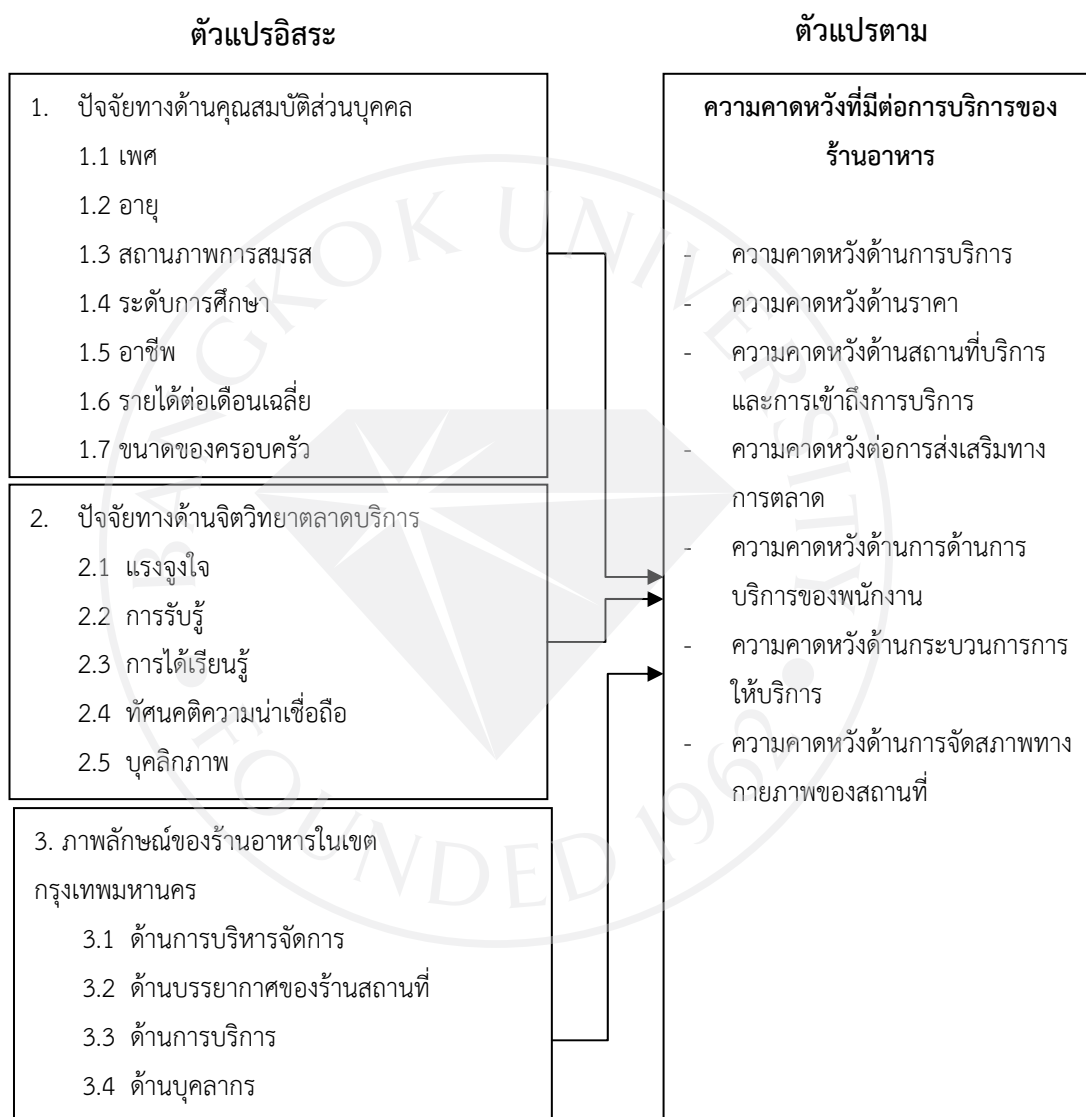 ตัวแปรอิสระ
ตัวแปรตาม
1. ปัจจัยทางด้านคุณสมบัติส่วนบุคคล
1.1 เพศ
1.2 อายุ
1.3 สถานภาพการสมรส
1.4 ระดับการศึกษา
1.5 อาชีพ
1.6 รายได้ต่อเดือนเฉลี่ย
1.7 ขนาดของครอบครัว
2. ปัจจัยทางด้านจิตวิทยาตลาดบริการ
2.1 แรงจูงใจ
2.2 การรับรู้
2.3 การได้เรียนรู้
2.4 ทัศนคติความน่าเชื่อถือ
2.5 บุคลิกภาพ
3. ภาพลักษณ์ของร้านอาหารในเขต
กรุงเทพมหานคร
3.1 ด้านการบริหารจัดการ
3.2 ด้านบรรยากาศของร้านสถานที่
3.3 ด้านการบริการ
3.4 ด้านบุคลากร
ความคาดหวังที่มีต่อการบริการของ
ร้านอาหาร
- ความคาดหวังด้านการบริการ
- ความคาดหวังด้านราคา
- ความคาดหวังด้านสถานที่บริการ
และการเข้าถึงการบริการ
- ความคาดหวังต่อการส่งเสริมทาง
การตลาด
- ความคาดหวังด้านการด้านการ
บริการของพนักงาน
- ความคาดหวังด้านกระบวนการการ
ให้บริการ
- ความคาดหวังด้านการจัดสภาพทาง
กายภาพของสถานที่
BANGKOK UNIVERSITY
FOUNDED 1962